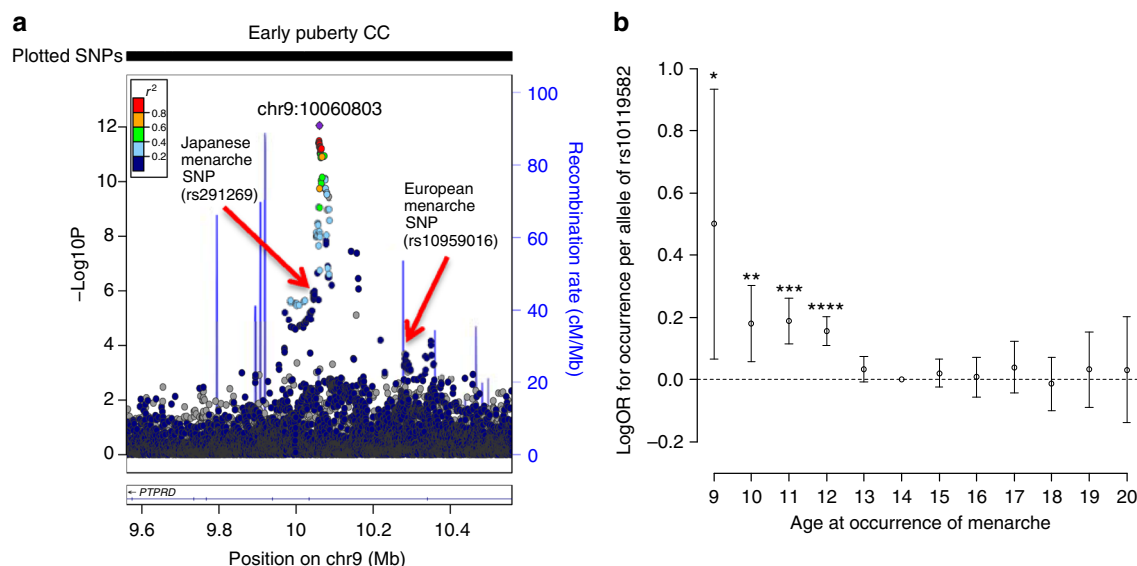 a
Early puberty CC
Plotted SNPs
r²
0.8
0.6
0.4
0.2
chr9:10060803
Japanese
menarche
SNP
(rs291269)
European
menarche
SNP
(rs10959016)
−Log10P
12
10
8
6
4
2
0
100
80
60
40
20
0
Recombination rate (cM/Mb)
← PTPRD
9.6
9.8
10
10.2
10.4
Position on chr9 (Mb)
b
LogOR for occurrence per allele of rs10119582
1.0
0.8
0.6
0.4
0.2
0.0
−0.2
*
**
***
****
9
10
11
12
13
14
15
16
17
18
19
20
Age at occurrence of menarche